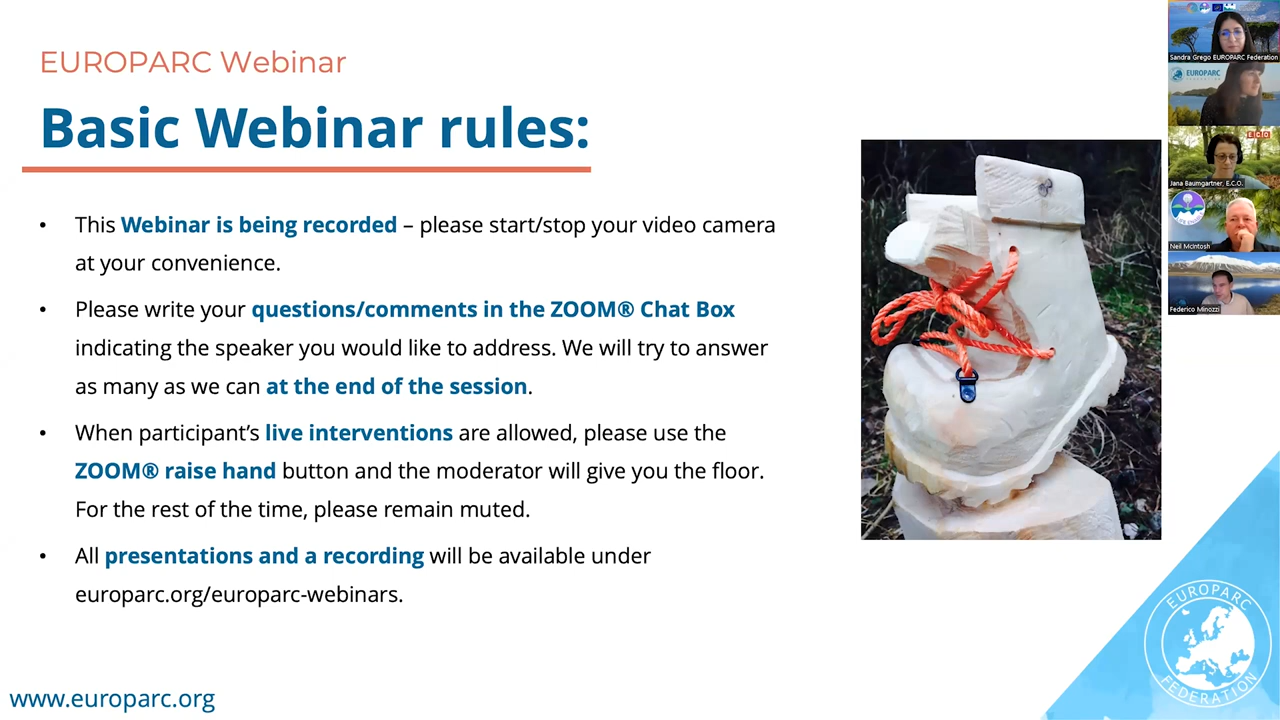 EUROPARC Webinar
Basic Webinar rules:
• This Webinar is being recorded – please start/stop your video camera
at your convenience.
• Please write your questions/comments in the ZOOM® Chat Box
indicating the speaker you would like to address. We will try to answer
as many as we can at the end of the session.
• When participant’s live interventions are allowed, please use the
ZOOM® raise hand button and the moderator will give you the floor.
For the rest of the time, please remain muted.
• All presentations and a recording will be available under
europarc.org/europarc-webinars.
www.europarc.org
Sandra Grego EUROPARC Federation
EUROPARC
E.C.O
Jana Baumgartner, E.C.O.
Neil McIntosh
Federico Minozzi
EUROPARC
FEDERATION